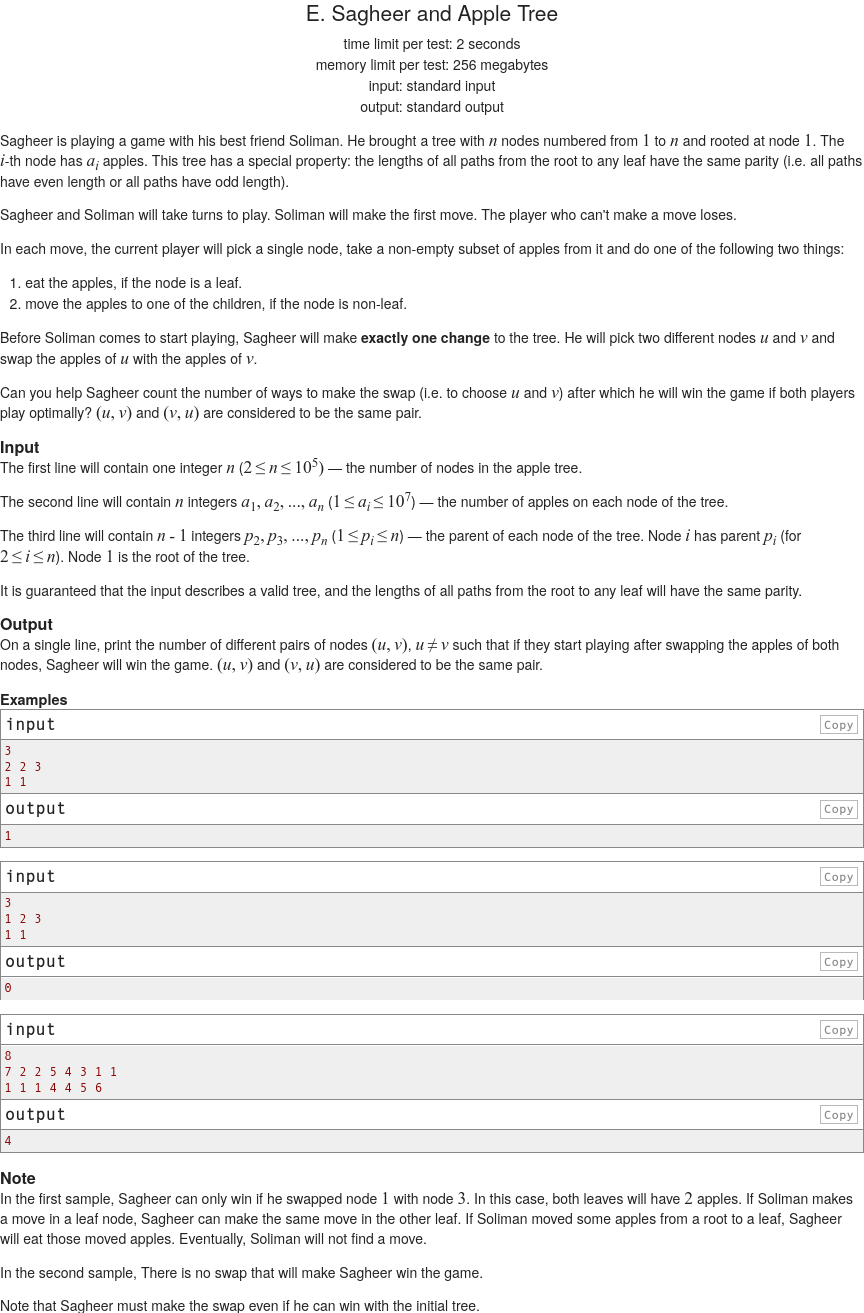 E. Sagheer and Apple Tree
time limit per test: 2 seconds
memory limit per test: 256 megabytes
input: standard input
output: standard output
Sagheer is playing a game with his best friend Soliman. He brought a tree with n nodes numbered from 1 to n and rooted at node 1. The
i-th node has a_i apples. This tree has a special property: the lengths of all paths from the root to any leaf have the same parity (i.e. all paths
have even length or all paths have odd length).
Sagheer and Soliman will take turns to play. Soliman will make the first move. The player who can't make a move loses.
In each move, the current player will pick a single node, take a non-empty subset of apples from it and do one of the following two things:
1. eat the apples, if the node is a leaf.
2. move the apples to one of the children, if the node is non-leaf.
Before Soliman comes to start playing, Sagheer will make exactly one change to the tree. He will pick two different nodes u and v and
swap the apples of u with the apples of v.
Can you help Sagheer count the number of ways to make the swap (i.e. to choose u and v) after which he will win the game if both players
play optimally? (u, v) and (v, u) are considered to be the same pair.
Input
The first line will contain one integer n (2 ≤ n ≤ 10^5) — the number of nodes in the apple tree.
The second line will contain n integers a_1, a_2, ..., a_n (1 ≤ a_i ≤ 10^7) — the number of apples on each node of the tree.
The third line will contain n - 1 integers p_2, p_3, ..., p_n (1 ≤ p_i ≤ n) — the parent of each node of the tree. Node i has parent p_i (for
2 ≤ i ≤ n). Node 1 is the root of the tree.
It is guaranteed that the input describes a valid tree, and the lengths of all paths from the root to any leaf will have the same parity.
Output
On a single line, print the number of different pairs of nodes (u, v), u ≠ v such that if they start playing after swapping the apples of both
nodes, Sagheer will win the game. (u, v) and (v, u) are considered to be the same pair.
Examples
input Copy
3
2 2 3
1 1
output Copy
1
input Copy
3
1 2 3
1 1
output Copy
0
input Copy
8
7 2 2 5 4 3 1 1
1 1 1 4 4 5 6
output Copy
4
Note
In the first sample, Sagheer can only win if he swapped node 1 with node 3. In this case, both leaves will have 2 apples. If Soliman makes
a move in a leaf node, Sagheer can make the same move in the other leaf. If Soliman moved some apples from a root to a leaf, Sagheer
will eat those moved apples. Eventually, Soliman will not find a move.
In the second sample, There is no swap that will make Sagheer win the game.
Note that Sagheer must make the swap even if he can win with the initial tree.